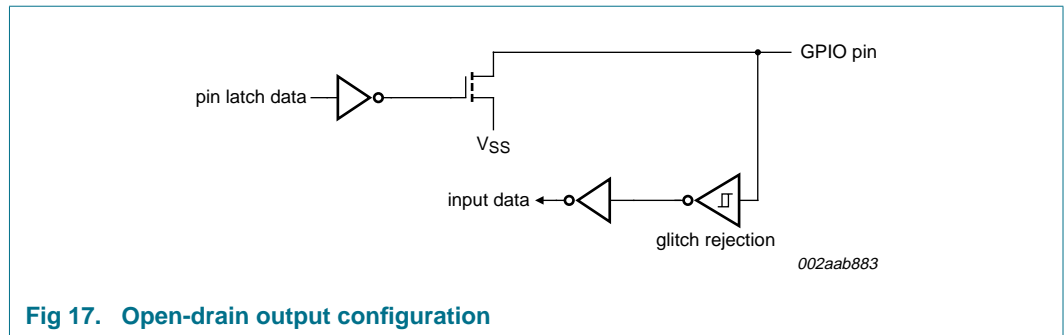 GPIO pin
pin latch data
VSS
input data
glitch rejection
002aab883
Fig 17. Open-drain output configuration